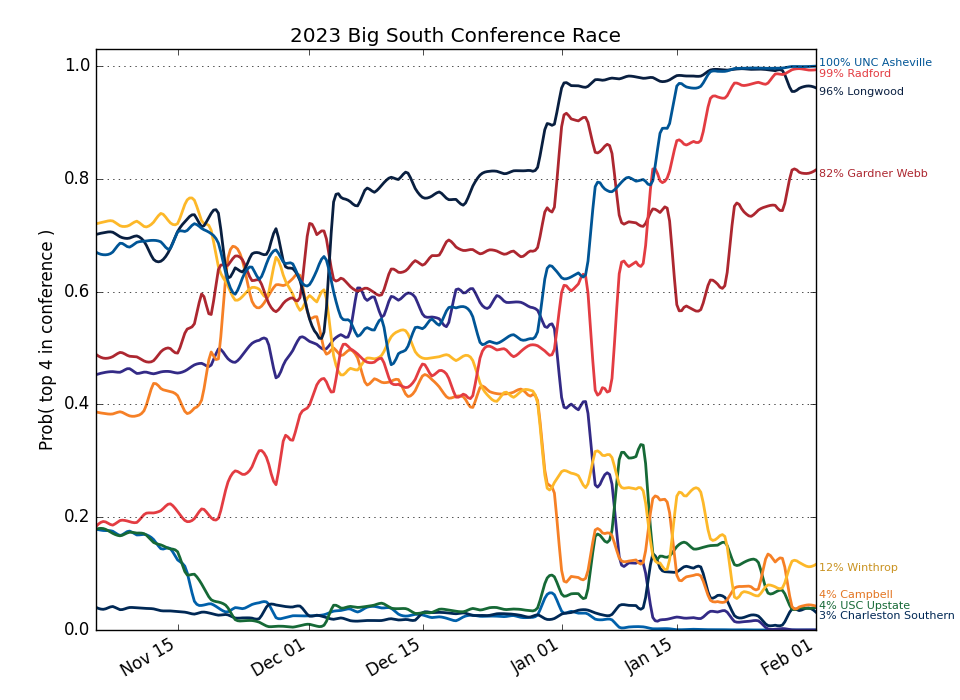 2023 Big South Conference Race
Prob( top 4 in conference )
1.0
0.8
0.6
0.4
0.2
0.0
Nov 15
Dec 01
Dec 15
Jan 01
Jan 15
Feb 01
100% UNC Asheville
99% Radford
96% Longwood
82% Gardner Webb
12% Winthrop
4% Campbell
4% USC Upstate
3% Charleston Southern